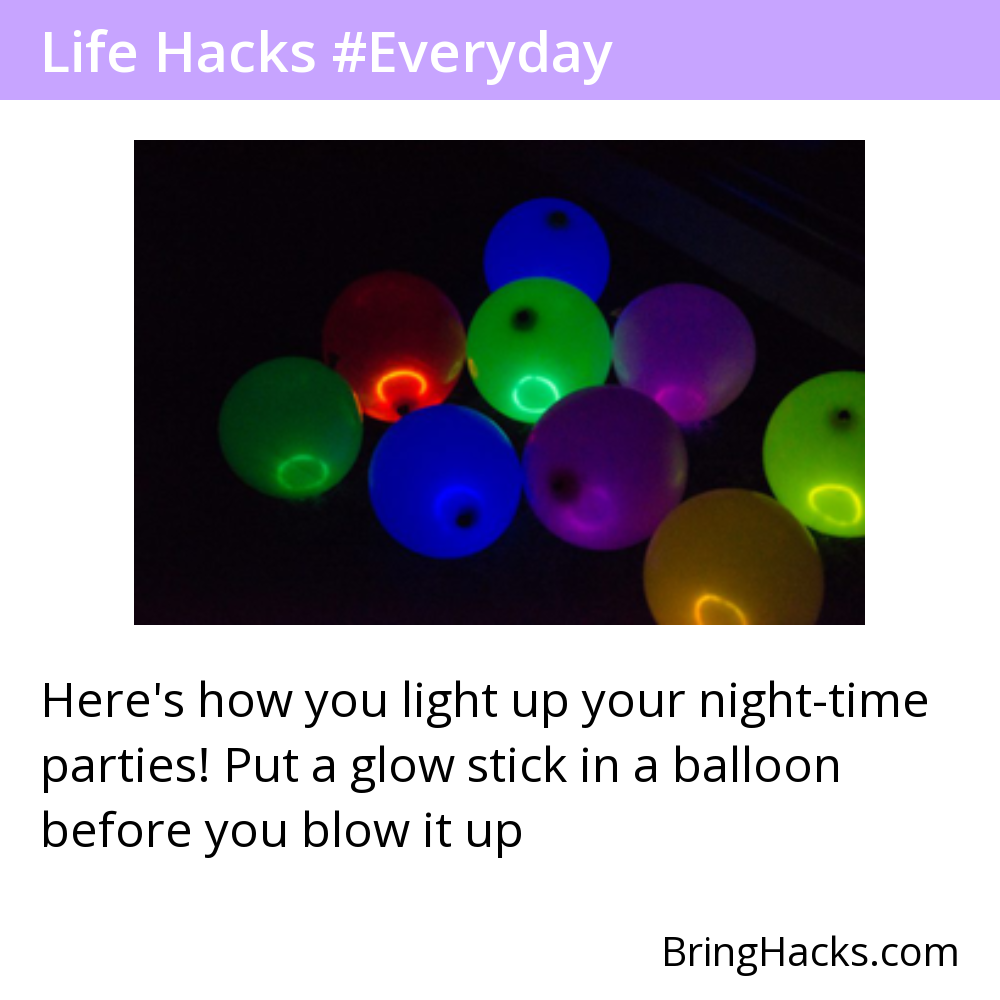 Life Hacks #Everyday
Here's how you light up your night-time
parties! Put a glow stick in a balloon
before you blow it up
BringHacks.com